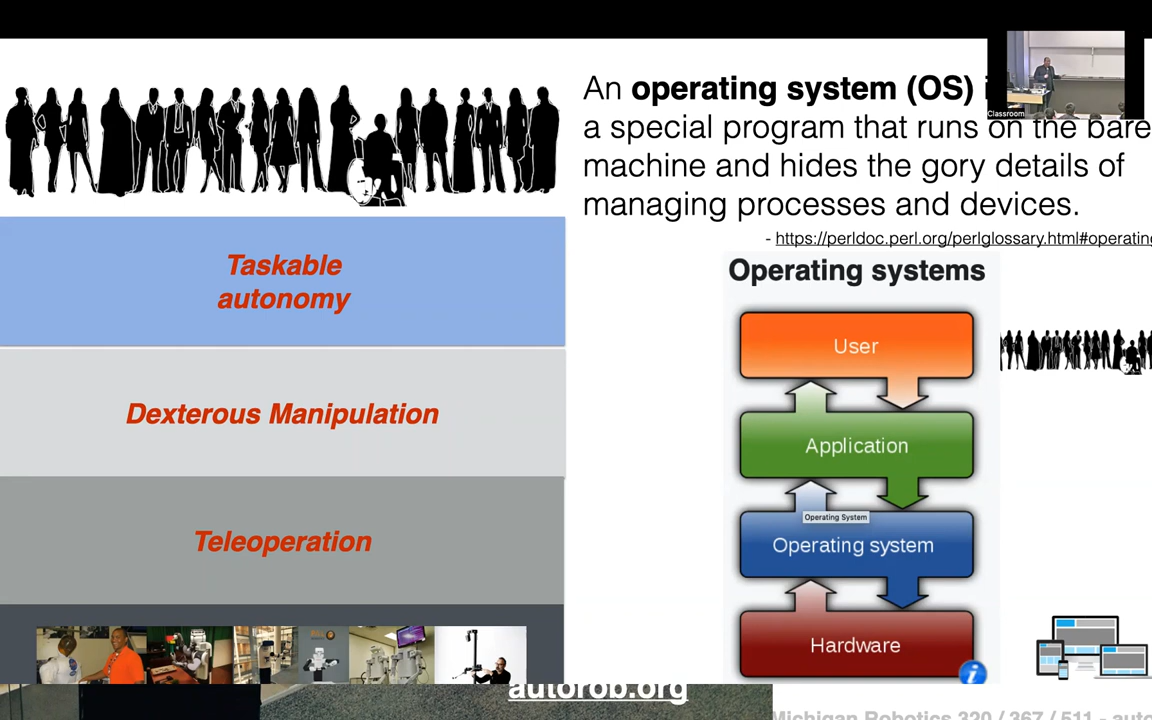 An operating system (OS)
Classroom
a special program that runs on the bare
machine and hides the gory details of
managing processes and devices.
- https://perldoc.perl.org/perlglossary.html#operating
Taskable
autonomy
Dexterous Manipulation
Teleoperation
Operating systems
User
Application
Operating System
Operating system
Hardware
i
autorob.org
Michigan Robotics 320 / 367 / 511 - auto